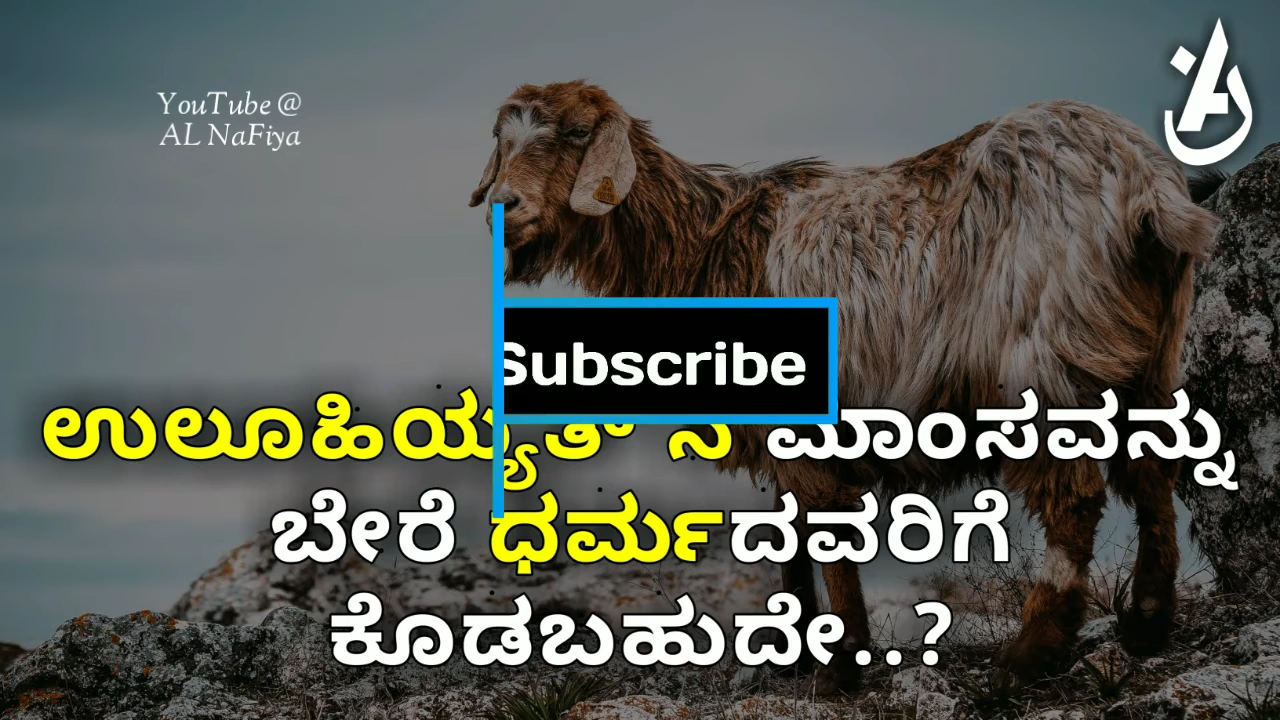 YouTube @
AL NaFiya
Subscribe
ಉಲೂಹಿಯ್ಯತ್ ನ ಮಾಂಸವನ್ನು
ಬೇರೆ ಧರ್ಮದವರಿಗೆ
ಕೊಡಬಹುದೇ..?